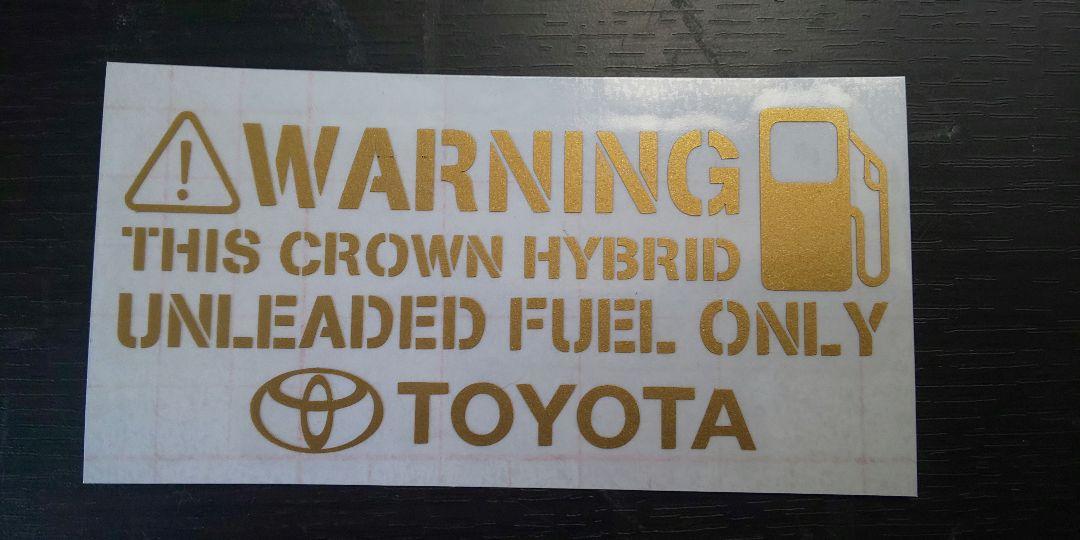 WARNING
THIS CROWN HYBRID
UNLEADED FUEL ONLY
TOYOTA